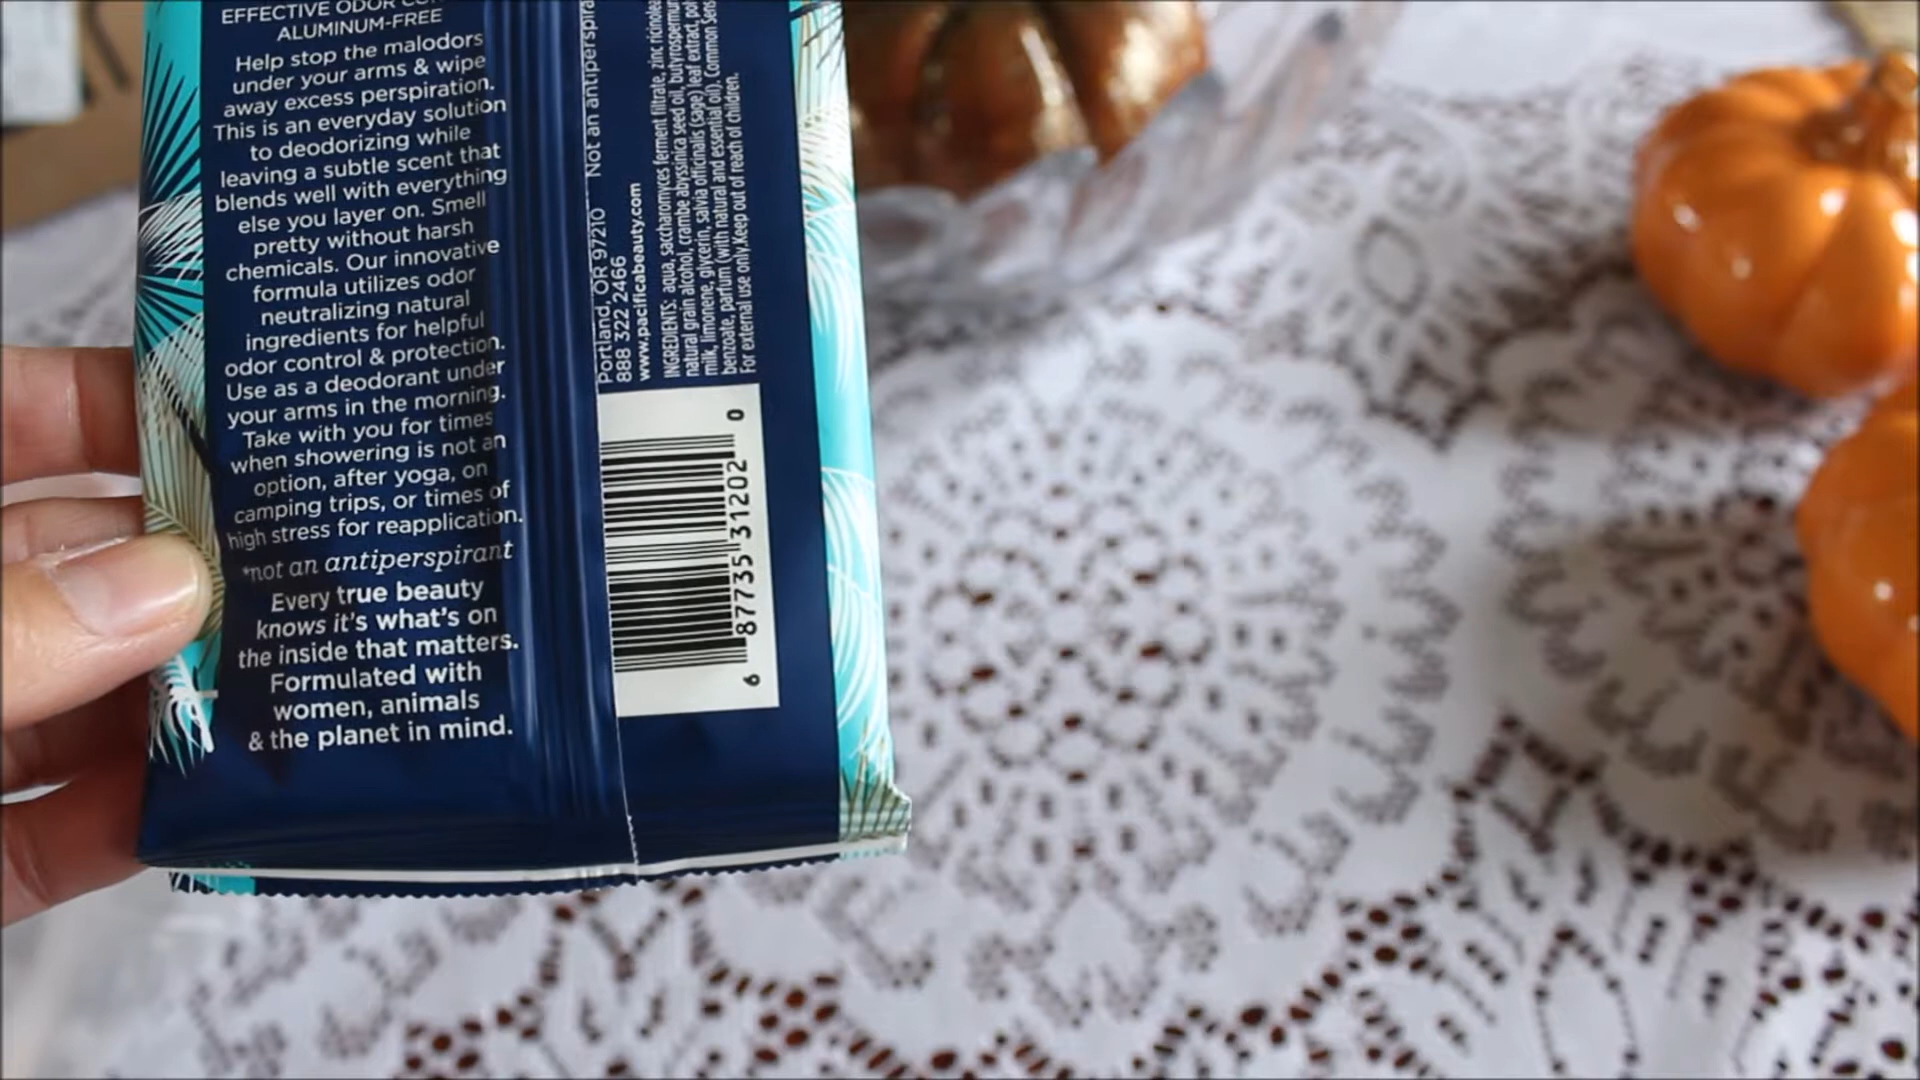 EFFECTIVE ODOR
ALUMINUM-FREE
Help stop the malodors
under your arms & wipe
away excess perspiration.
This is an everyday solution
to deodorizing while
leaving a subtle scent that
blends well with everything
else you layer on. Smell
pretty without harsh
chemicals. Our innovative
formula utilizes odor
neutralizing natural
ingredients for helpful
odor control & protection.
Use as a deodorant under
your arms in the morning.
Take with you for times
when showering is not an
option, after yoga, on
camping trips, or times of
high stress for reapplication.
*not an antiperspirant
Every true beauty
knows it's what's on
the inside that matters.
Formulated with
women, animals
& the planet in mind.
Not an
Portland, OR 97210
888 322 2466
www.pacificabeauty.com
INGREDIENTS: aqua, saccharomyces ferment filtrate, zinc
natural grain alcohol, crambe abyssinica seed oil,
milk, limonene, glycerin, salvia officinalis (sage) leaf extract,
benzoate, parfum (with natural and essential oil). Common
For external use only.Keep out of reach of children.
6 87735 31202 0